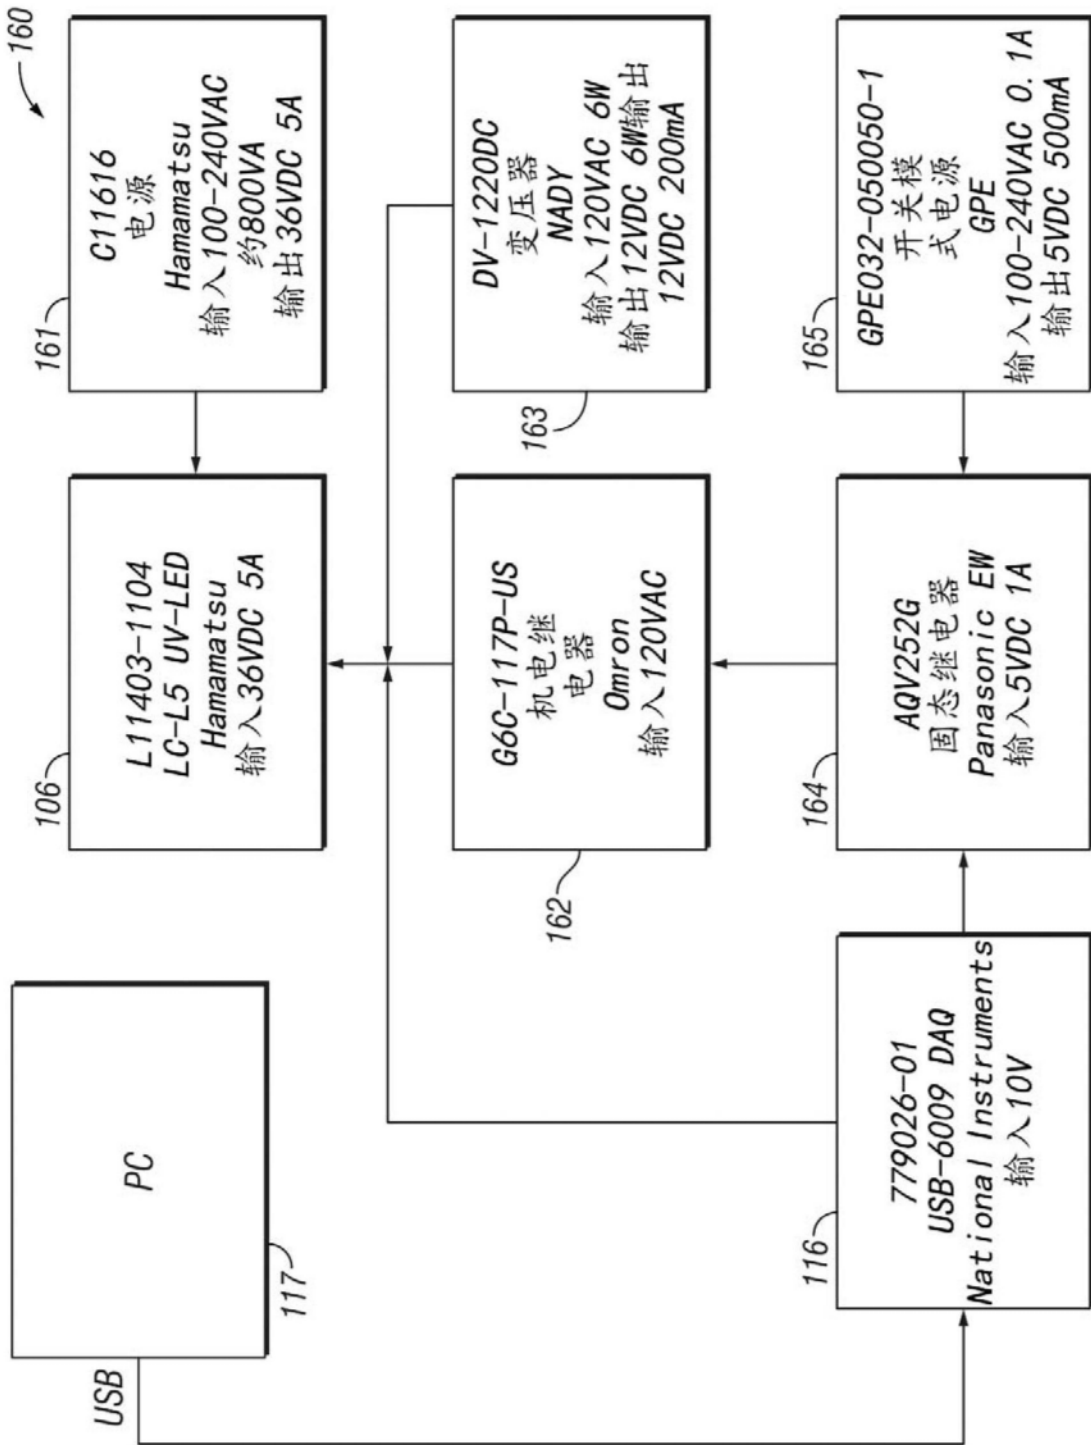 160
PC
117
USB
106
L11403-1104
LC-L5 UV-LED
Hamamatsu
输入36VDC 5A
161
C11616
电源
Hamamatsu
输入100-240VAC
约800VA
输出36VDC 5A
162
G6C-117P-US
机电继
电器
Omron
输入120VAC
163
DV-1220DC
变压器
NADY
输入120VAC 6W
输出12VDC 6W输出
12VDC 200mA
116
779026-01
USB-6009 DAQ
National Instruments
输入10V
164
AQV252G
固态继电器
Panasonic EW
输入5VDC 1A
165
GPE032-050050-1
开关模
式电源
GPE
输入100-240VAC 0.1A
输出5VDC 500mA